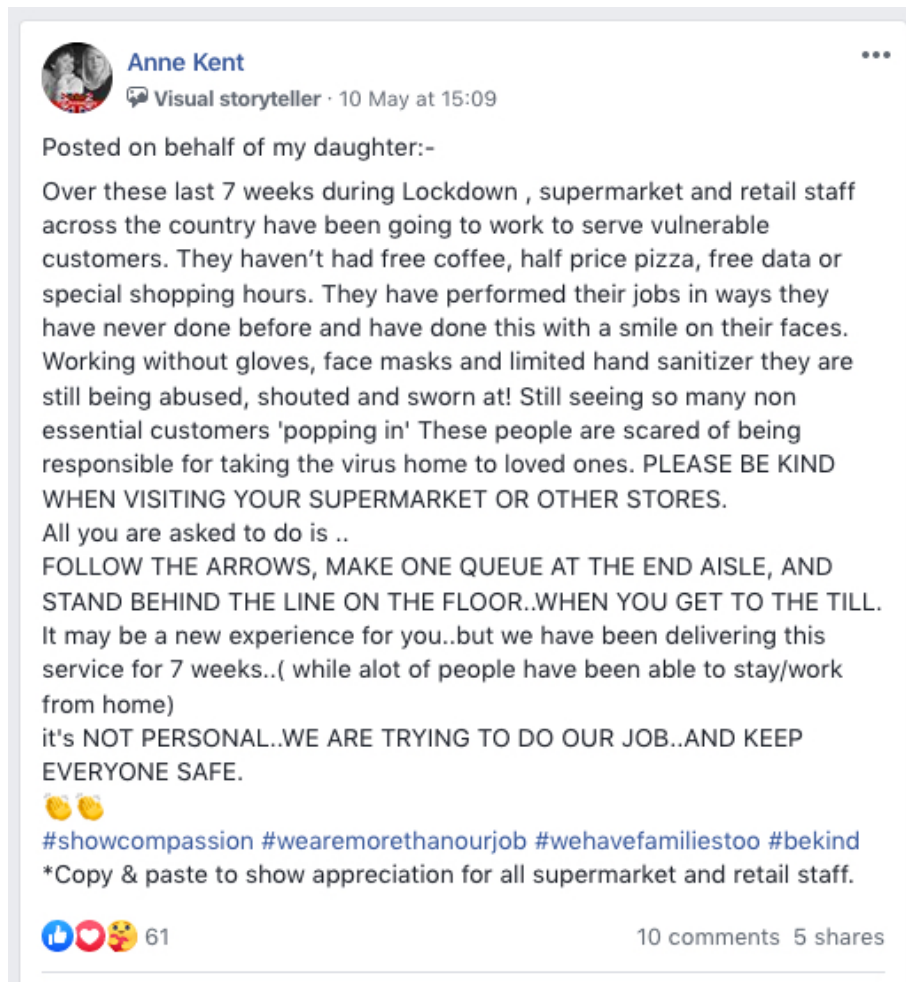 Anne Kent
Visual storyteller · 10 May at 15:09
Posted on behalf of my daughter:-
Over these last 7 weeks during Lockdown , supermarket and retail staff
across the country have been going to work to serve vulnerable
customers. They haven’t had free coffee, half price pizza, free data or
special shopping hours. They have performed their jobs in ways they
have never done before and have done this with a smile on their faces.
Working without gloves, face masks and limited hand sanitizer they are
still being abused, shouted and sworn at! Still seeing so many non
essential customers 'popping in' These people are scared of being
responsible for taking the virus home to loved ones. PLEASE BE KIND
WHEN VISITING YOUR SUPERMARKET OR OTHER STORES.
All you are asked to do is ..
FOLLOW THE ARROWS, MAKE ONE QUEUE AT THE END AISLE, AND
STAND BEHIND THE LINE ON THE FLOOR..WHEN YOU GET TO THE TILL.
It may be a new experience for you..but we have been delivering this
service for 7 weeks..( while alot of people have been able to stay/work
from home)
it's NOT PERSONAL..WE ARE TRYING TO DO OUR JOB..AND KEEP
EVERYONE SAFE.
👏👏
#showcompassion #wearemorethanourjob #wehavefamiliestoo #bekind
*Copy & paste to show appreciation for all supermarket and retail staff.
61
10 comments 5 shares